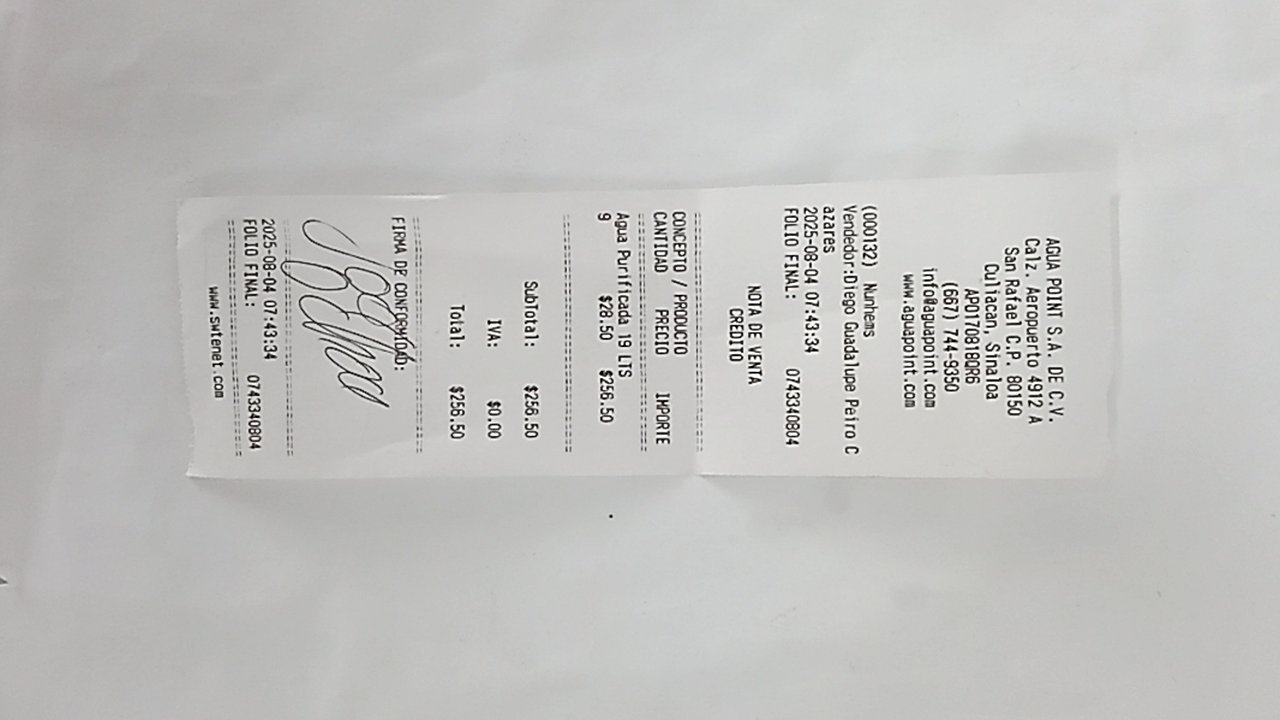 AGUA POINT S.A. DE C.V.
Calz. Aeropuerto 4912 A
San Rafael C.P. 80150
Culiacan, Sinaloa
APO170818QR6
(667) 744-9350
info@aguapoint.com
www.aguapoint.com
(000132) Nunhems
Vendedor:Diego Guadalupe Peiro C
azares
2025-08-04 07:43:34
FOLIO FINAL: 0743340804
NOTA DE VENTA
CREDITO
CONCEPTO / PRODUCTO
CANTIDAD PRECIO IMPORTE
Agua Purificada 19 LTS
9 $28.50 $256.50
SubTotal: $256.50
IVA: $0.00
Total: $256.50
FIRMA DE CONFORMIDAD:
2025-08-04 07:43:34
FOLIO FINAL: 0743340804
www.swtenet.com